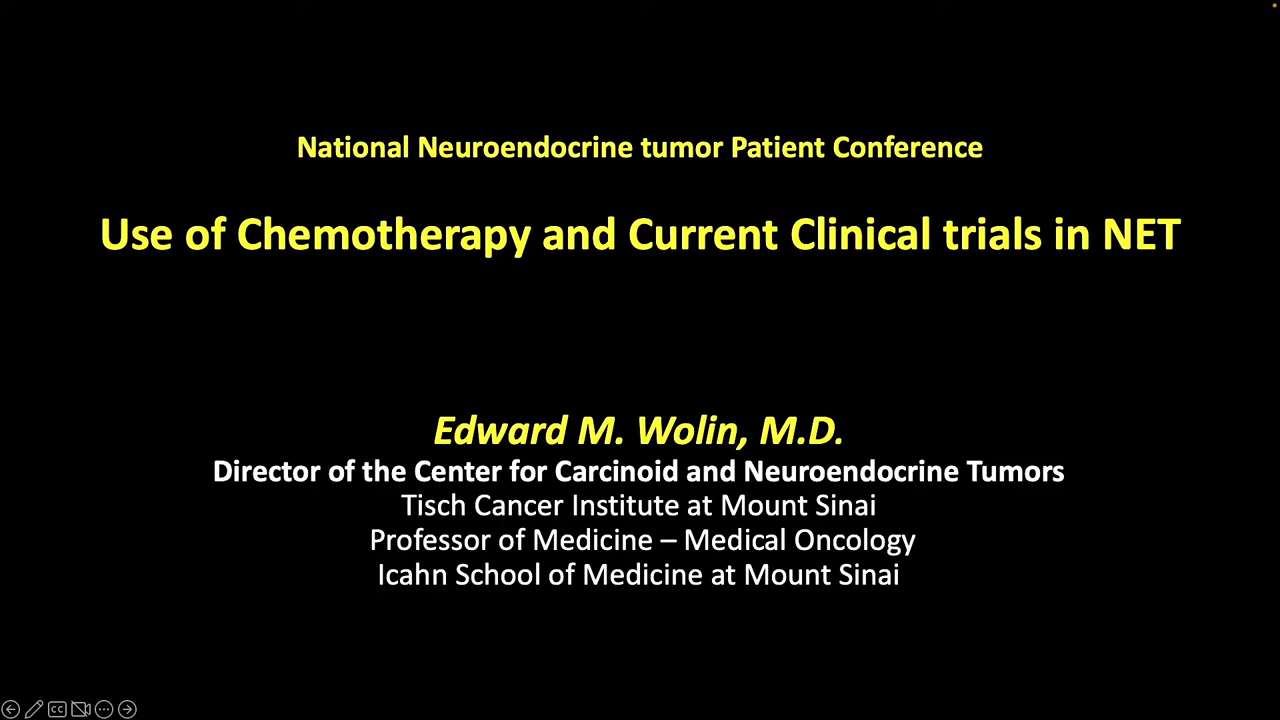 National Neuroendocrine tumor Patient Conference
Use of Chemotherapy and Current Clinical trials in NET
Edward M. Wolin, M.D.
Director of the Center for Carcinoid and Neuroendocrine Tumors
Tisch Cancer Institute at Mount Sinai
Professor of Medicine – Medical Oncology
Icahn School of Medicine at Mount Sinai
CC